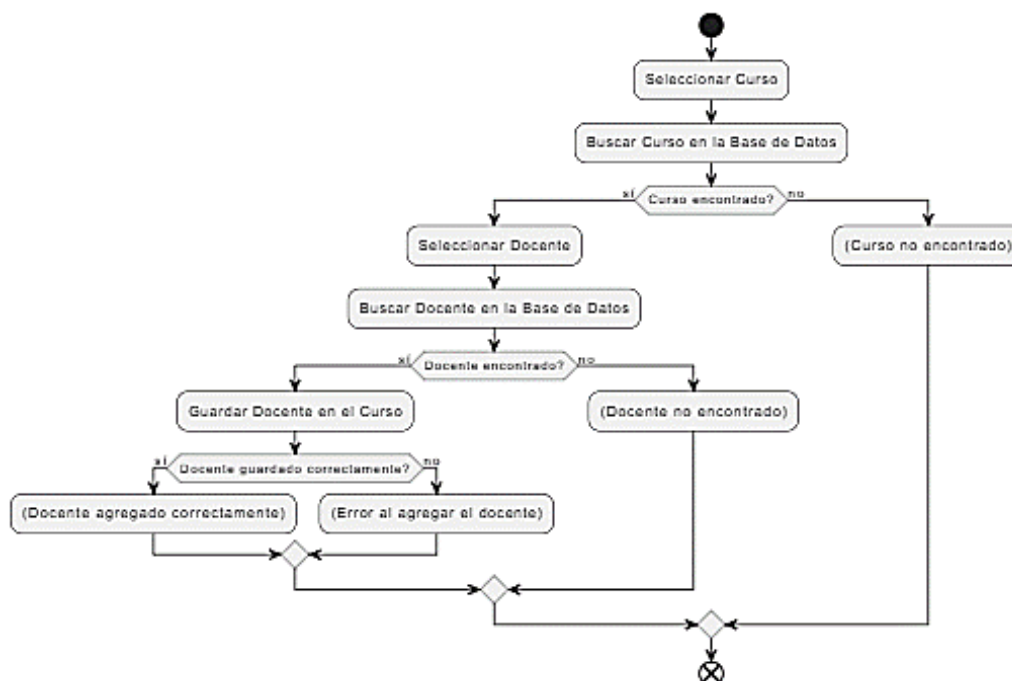 Seleccionar Curso
Buscar Curso en la Base de Datos
sí
Curso encontrado?
no
Seleccionar Docente
(Curso no encontrado)
Buscar Docente en la Base de Datos
sí
Docente encontrado?
no
Guardar Docente en el Curso
(Docente no encontrado)
sí
Docente guardado correctamente?
no
(Docente agregado correctamente)
(Error al agregar el docente)